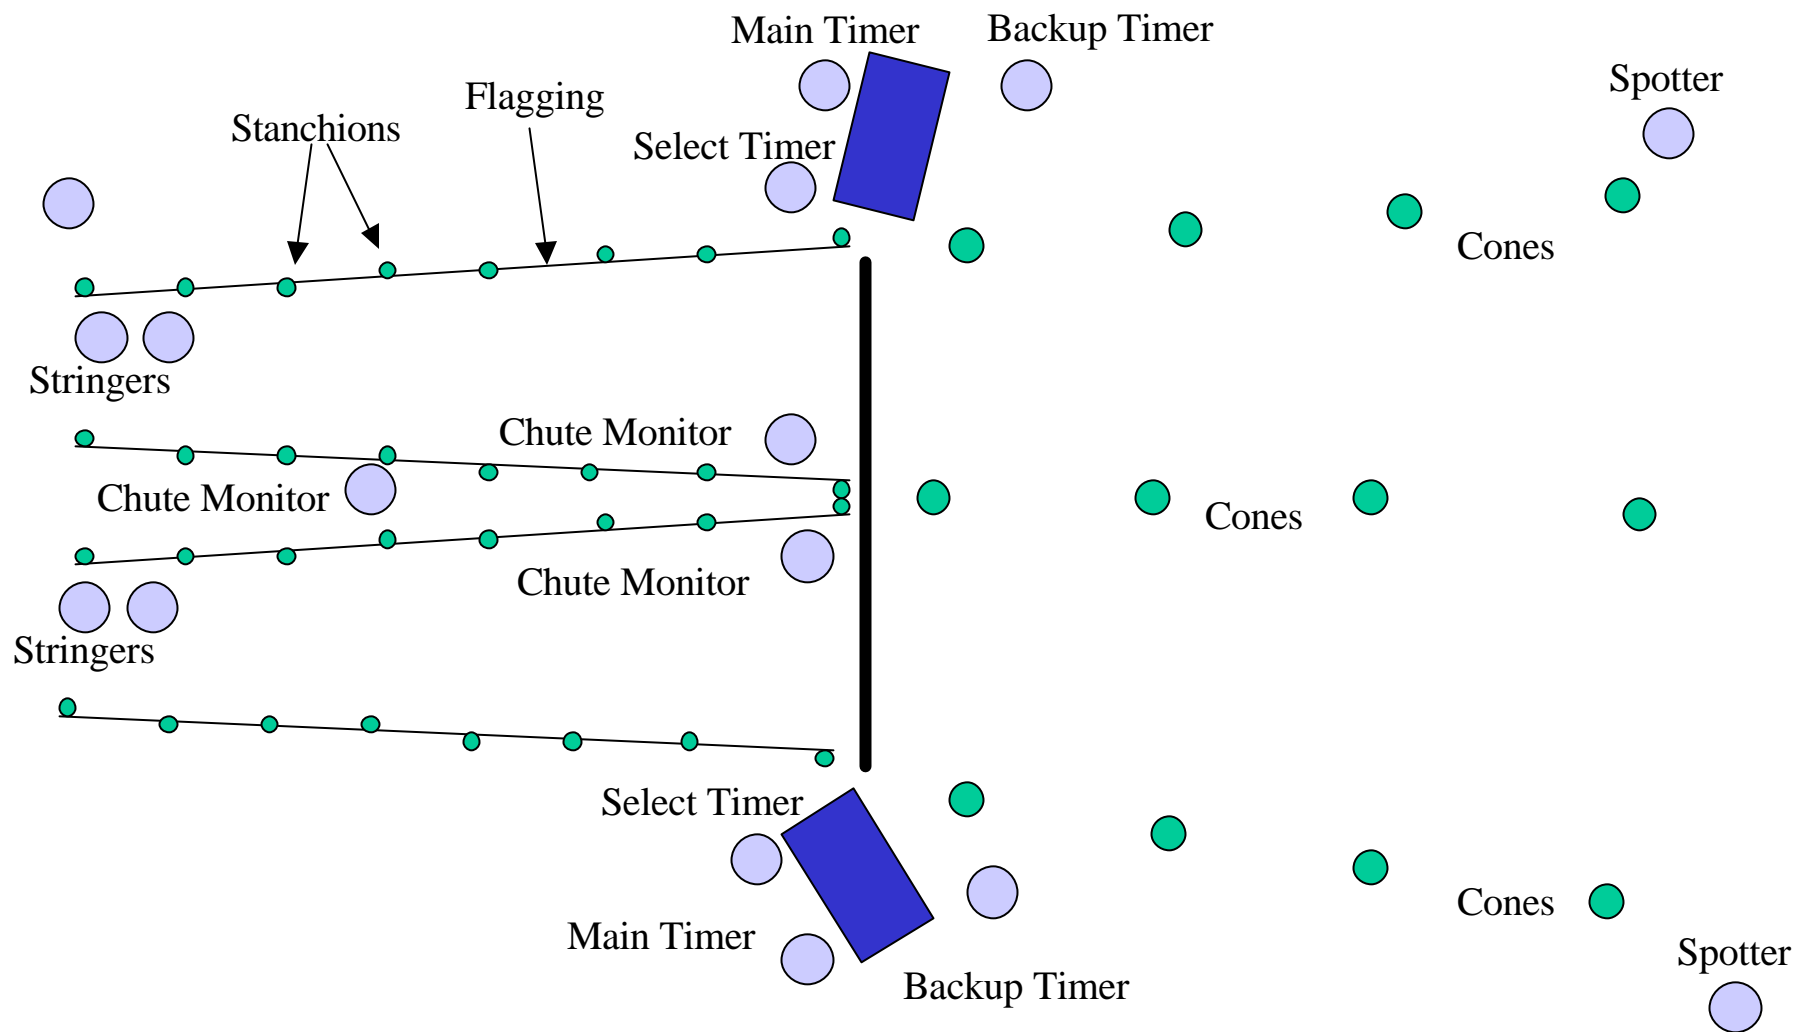 Main Timer
Backup Timer
Spotter
Flagging
Stanchions
Select Timer
Cones
Stringers
Chute Monitor
Chute Monitor
Cones
Chute Monitor
Stringers
Select Timer
Cones
Main Timer
Spotter
Backup Timer